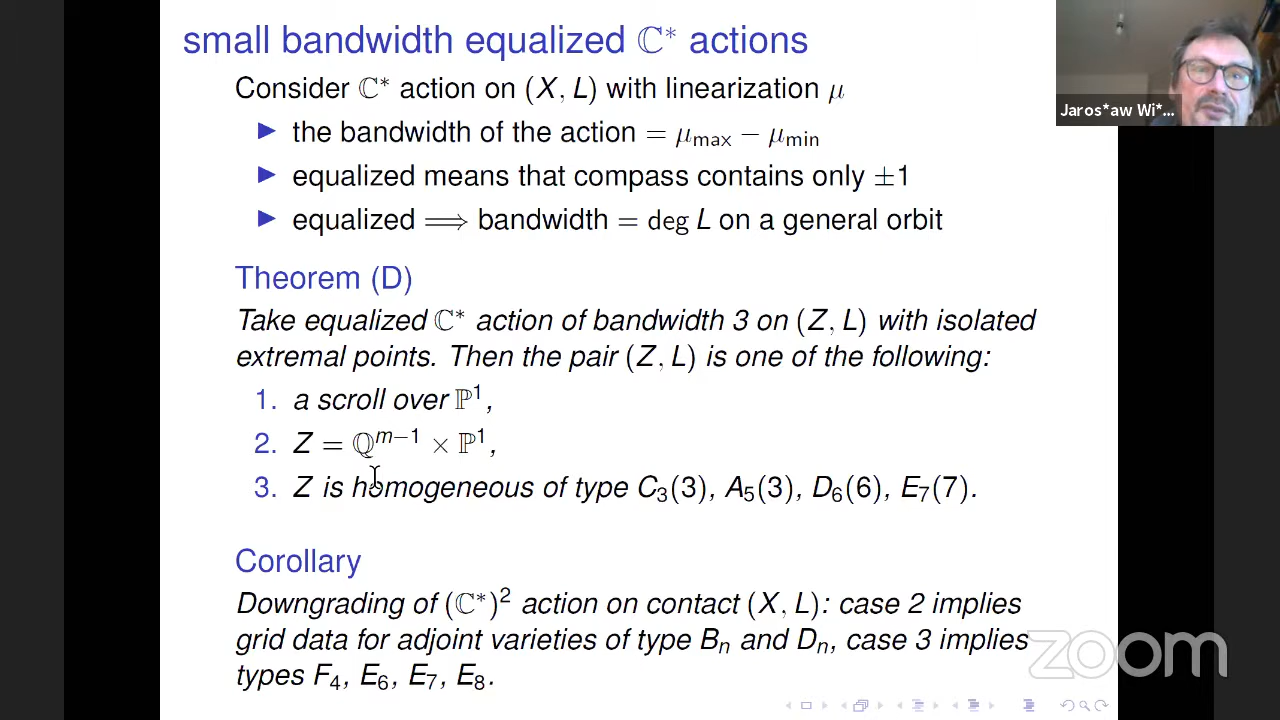 small bandwidth equalized ℂ* actions
Consider ℂ* action on (X, L) with linearization μ
▶ the bandwidth of the action = μmax − μmin
▶ equalized means that compass contains only ±1
▶ equalized ⟹ bandwidth = deg L on a general orbit
Theorem (D)
Take equalized ℂ* action of bandwidth 3 on (Z, L) with isolated
extremal points. Then the pair (Z, L) is one of the following:
1. a scroll over ℙ¹,
2. Z = ℚᵐ⁻¹ × ℙ¹,
3. Z is homogeneous of type C₃(3), A₅(3), D₆(6), E₇(7).
Corollary
Downgrading of (ℂ*)² action on contact (X, L): case 2 implies
grid data for adjoint varieties of type Bₙ and Dₙ, case 3 implies
types F₄, E₆, E₇, E₈.
Jaros*aw Wi*...
zoom